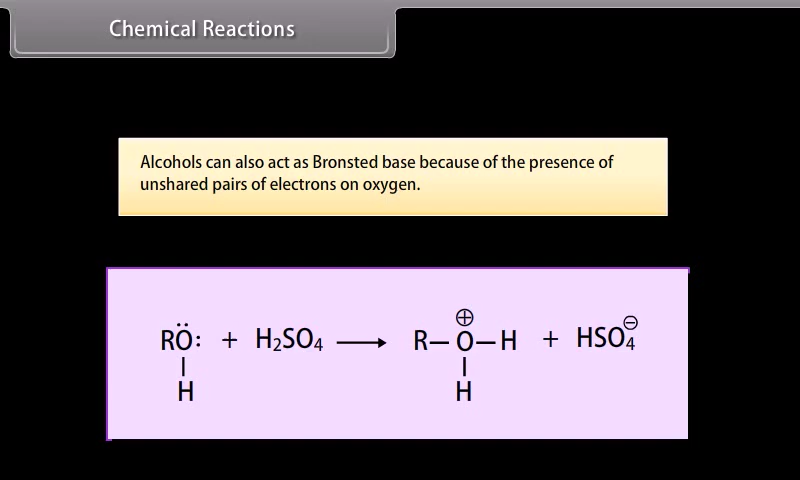 Chemical Reactions
Alcohols can also act as Bronsted base because of the presence of
unshared pairs of electrons on oxygen.
RÖ: + H₂SO₄ ⟶ R—O⊕—H + HSO₄⊖
| |
H H